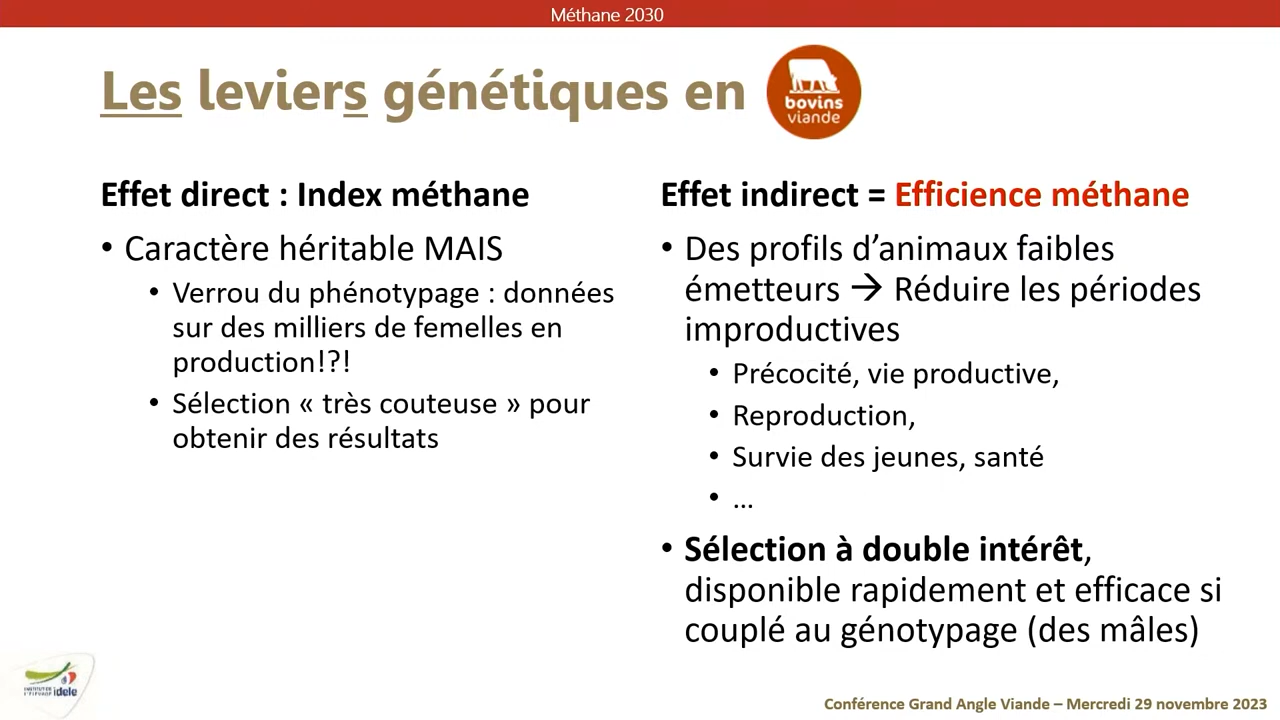 Méthane 2030
Les leviers génétiques en
bovins
viande
Effet direct : Index méthane
• Caractère héritable MAIS
• Verrou du phénotypage : données
sur des milliers de femelles en
production!?!
• Sélection « très couteuse » pour
obtenir des résultats
Effet indirect = Efficience méthane
• Des profils d’animaux faibles
émetteurs → Réduire les périodes
improductives
• Précocité, vie productive,
• Reproduction,
• Survie des jeunes, santé
• ...
• Sélection à double intérêt,
disponible rapidement et efficace si
couplé au génotypage (des mâles)
INSTITUT DE
L'ELEVAGE idele
Conférence Grand Angle Viande – Mercredi 29 novembre 2023